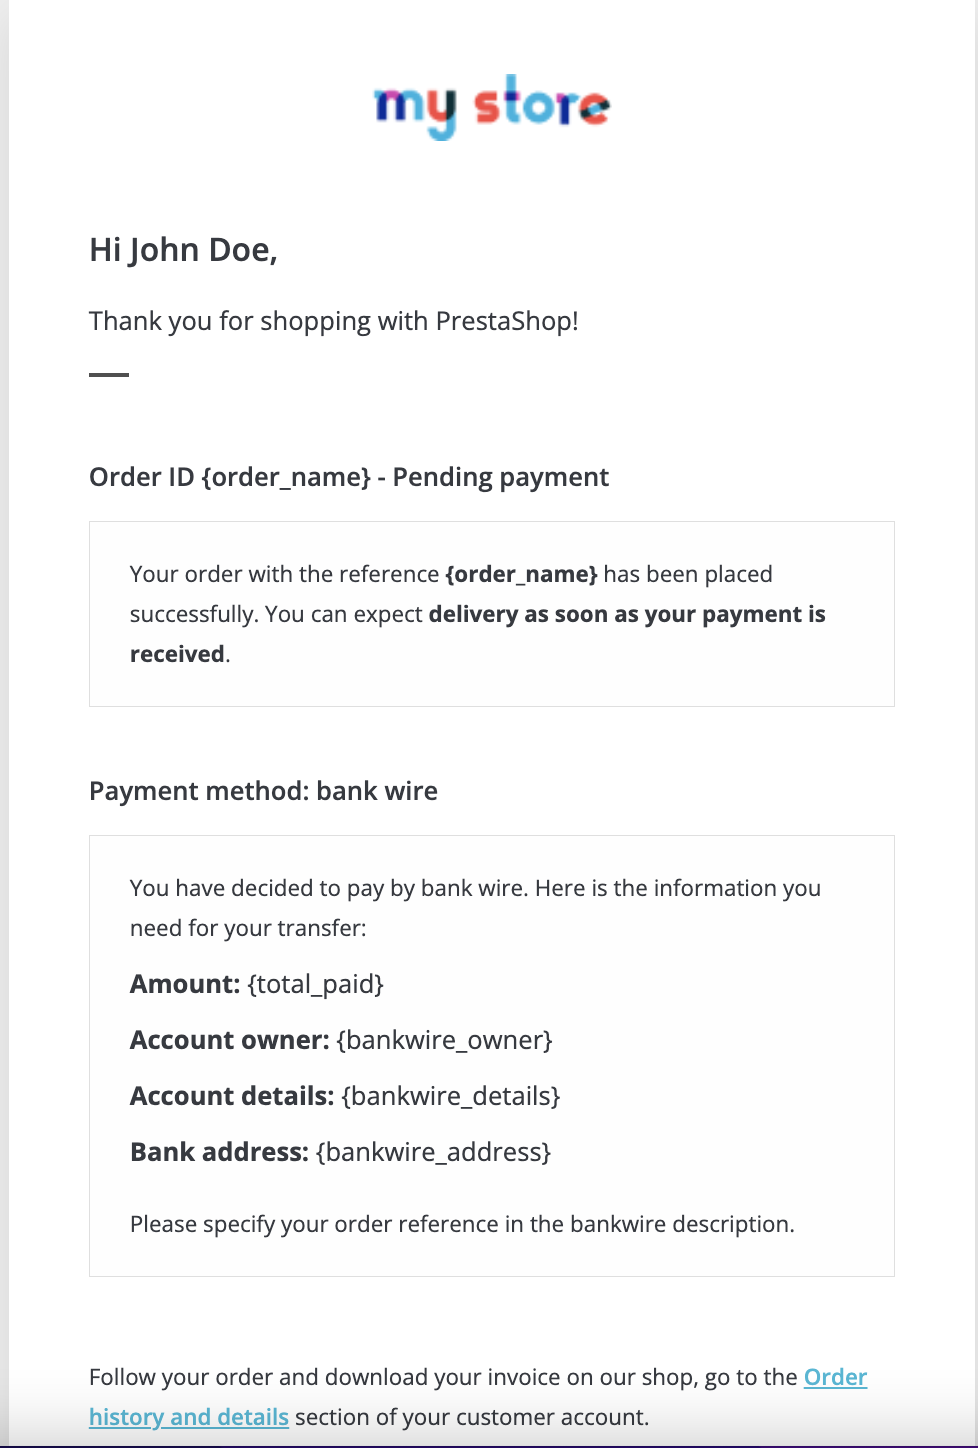 my store
Hi John Doe,
Thank you for shopping with PrestaShop!
Order ID {order_name} - Pending payment
Your order with the reference {order_name} has been placed
successfully. You can expect delivery as soon as your payment is
received.
Payment method: bank wire
You have decided to pay by bank wire. Here is the information you
need for your transfer:
Amount: {total_paid}
Account owner: {bankwire_owner}
Account details: {bankwire_details}
Bank address: {bankwire_address}
Please specify your order reference in the bankwire description.
Follow your order and download your invoice on our shop, go to the Order
history and details section of your customer account.